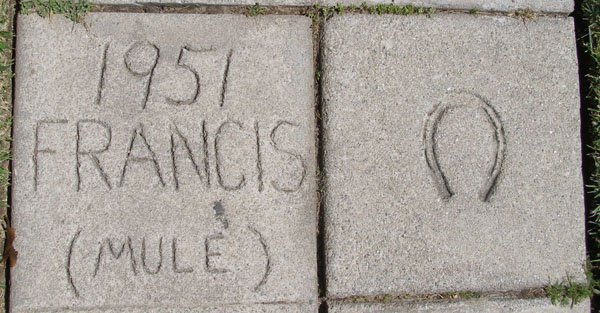 1951
FRANCIS
(MULE)